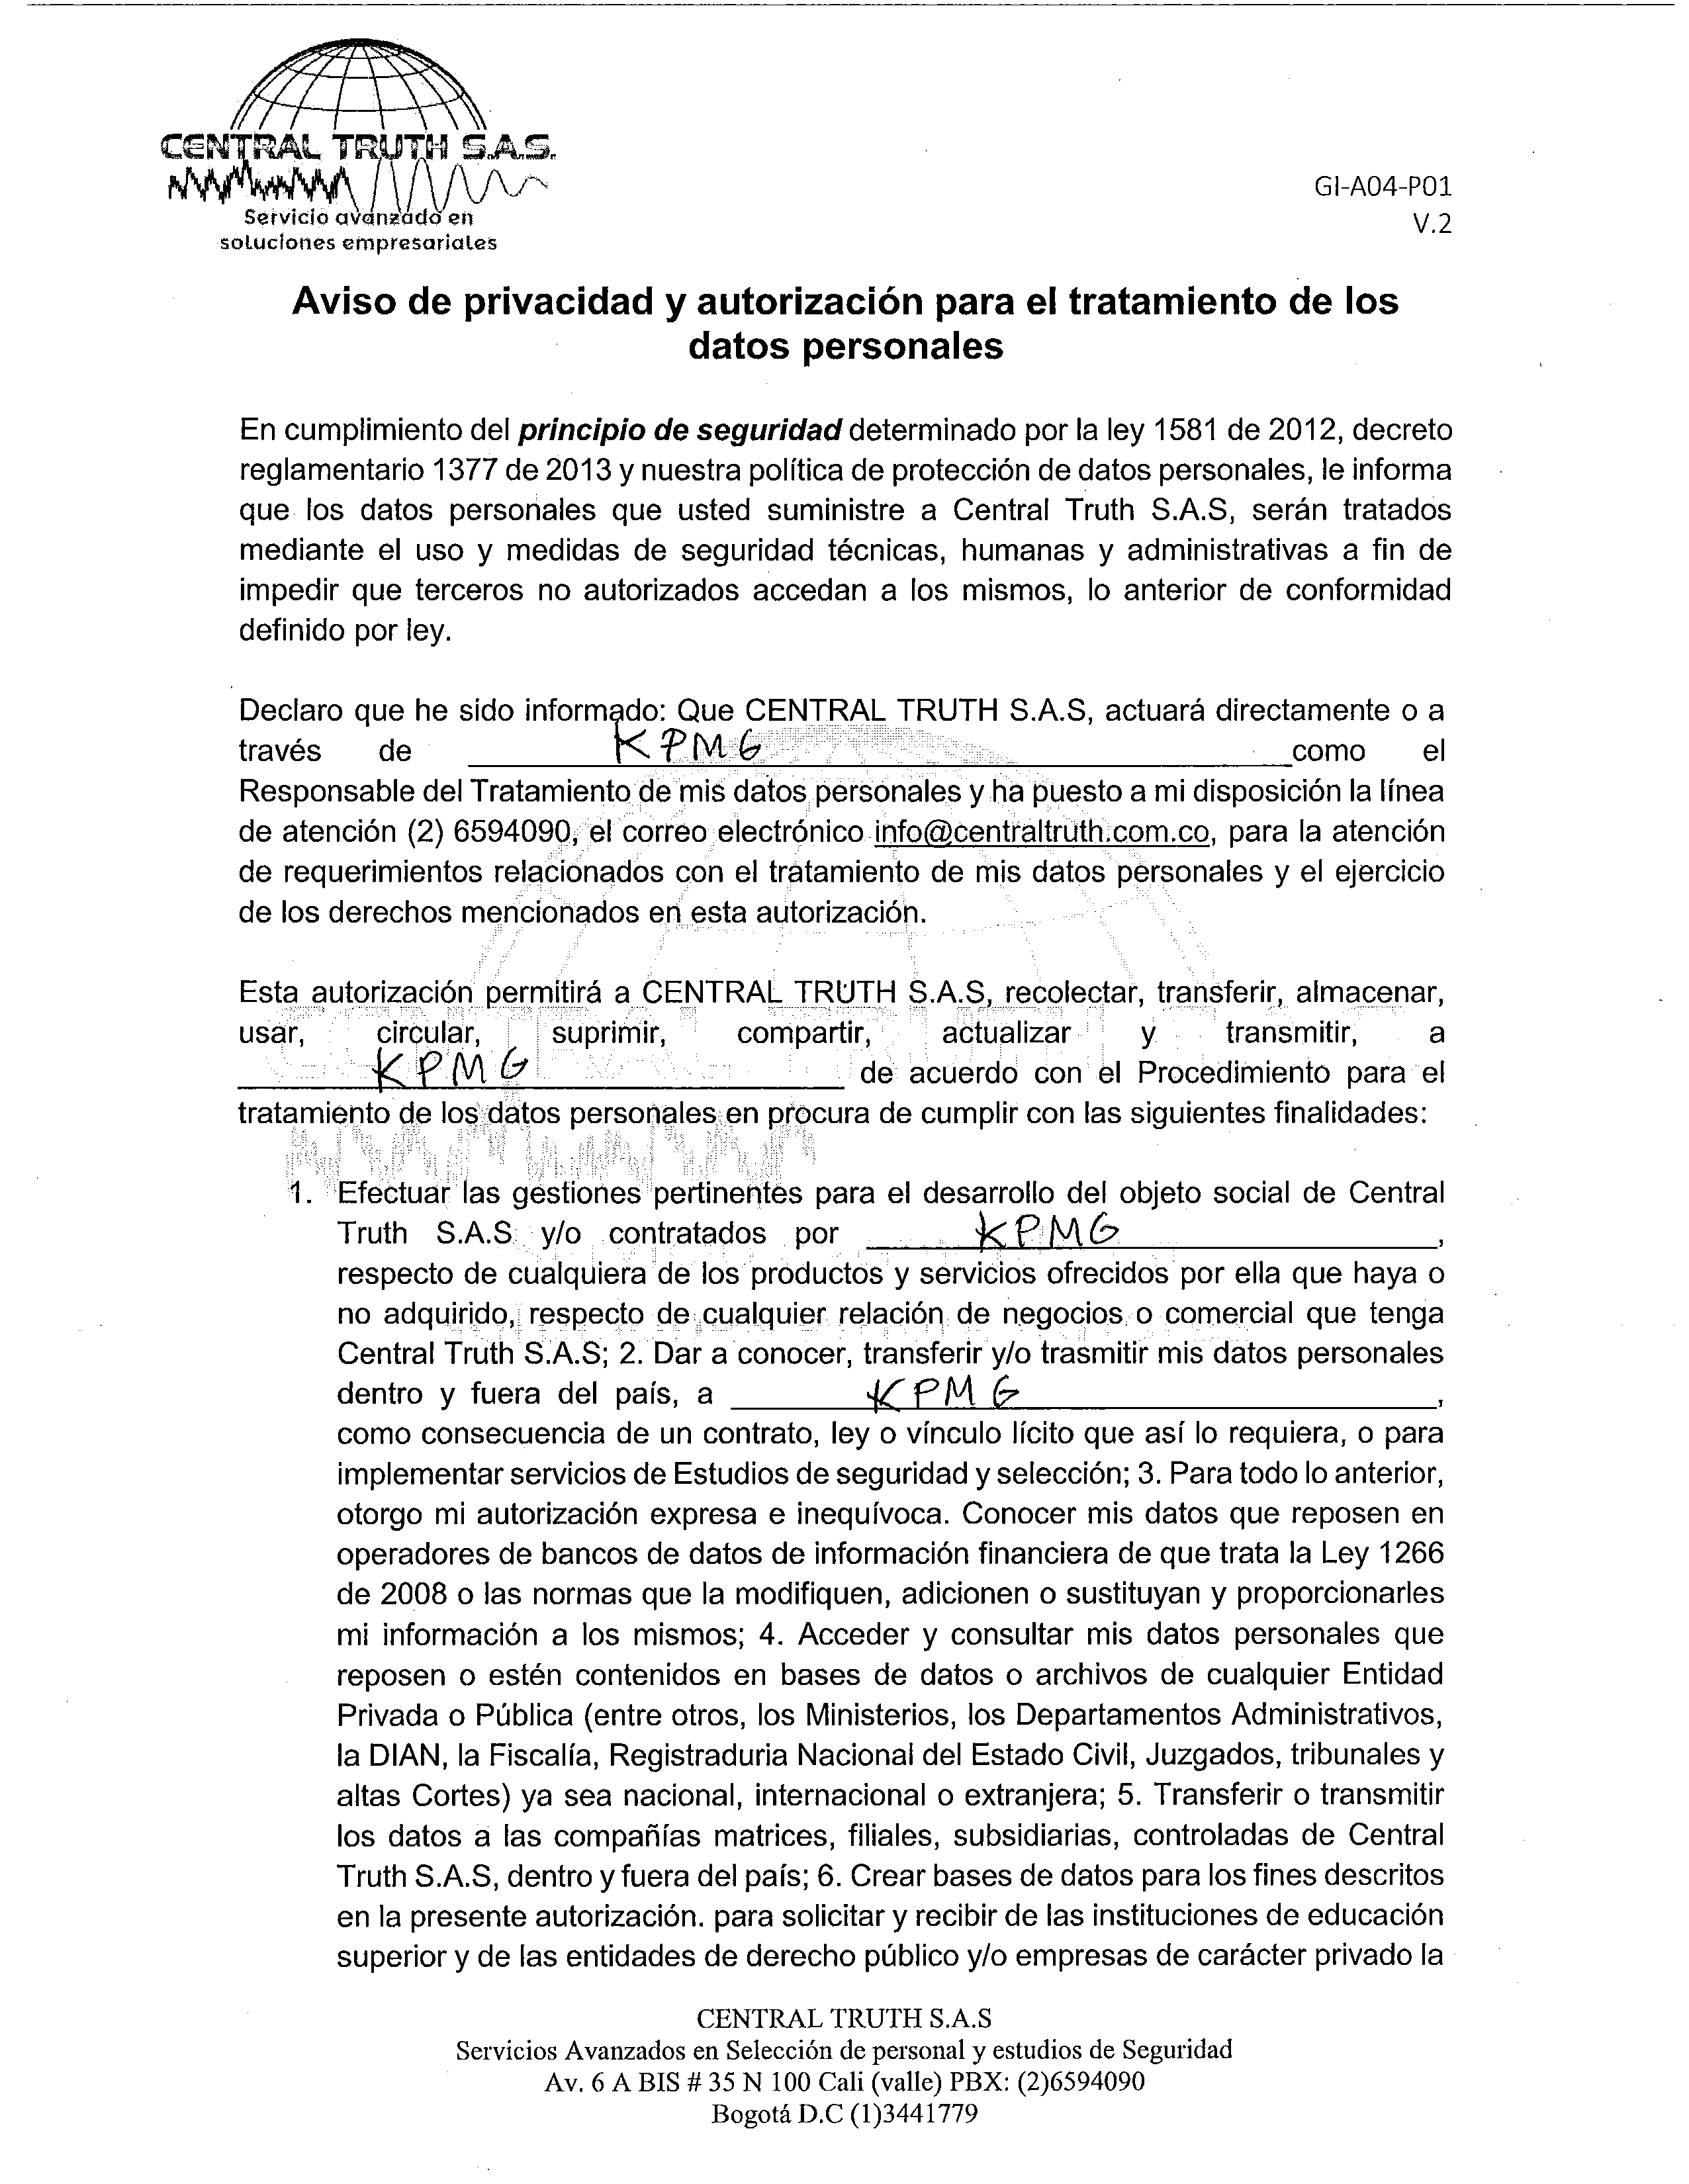 CENTRAL TRUTH S.A.S.
Servicio avanzado en
soluciones empresariales
GI-A04-P01
V.2
Aviso de privacidad y autorización para el tratamiento de los
datos personales
En cumplimiento del principio de seguridad determinado por la ley 1581 de 2012, decreto
reglamentario 1377 de 2013 y nuestra política de protección de datos personales, le informa
que los datos personales que usted suministre a Central Truth S.A.S, serán tratados
mediante el uso y medidas de seguridad técnicas, humanas y administrativas a fin de
impedir que terceros no autorizados accedan a los mismos, lo anterior de conformidad
definido por ley.
Declaro que he sido informado: Que CENTRAL TRUTH S.A.S, actuará directamente o a
través de KPMG como el
Responsable del Tratamiento de mis datos personales y ha puesto a mi disposición la línea
de atención (2) 6594090, el correo electrónico info@centraltruth.com.co, para la atención
de requerimientos relacionados con el tratamiento de mis datos personales y el ejercicio
de los derechos mencionados en esta autorización.
Esta autorización permitirá a CENTRAL TRUTH S.A.S, recolectar, transferir, almacenar,
usar, circular, suprimir, compartir, actualizar y transmitir, a
KPMG de acuerdo con el Procedimiento para el
tratamiento de los datos personales en procura de cumplir con las siguientes finalidades:
1. Efectuar las gestiones pertinentes para el desarrollo del objeto social de Central
Truth S.A.S y/o contratados por KPMG,
respecto de cualquiera de los productos y servicios ofrecidos por ella que haya o
no adquirido, respecto de cualquier relación de negocios o comercial que tenga
Central Truth S.A.S; 2. Dar a conocer, transferir y/o trasmitir mis datos personales
dentro y fuera del país, a KPMG,
como consecuencia de un contrato, ley o vínculo lícito que así lo requiera, o para
implementar servicios de Estudios de seguridad y selección; 3. Para todo lo anterior,
otorgo mi autorización expresa e inequívoca. Conocer mis datos que reposen en
operadores de bancos de datos de información financiera de que trata la Ley 1266
de 2008 o las normas que la modifiquen, adicionen o sustituyan y proporcionarles
mi información a los mismos; 4. Acceder y consultar mis datos personales que
reposen o estén contenidos en bases de datos o archivos de cualquier Entidad
Privada o Pública (entre otros, los Ministerios, los Departamentos Administrativos,
la DIAN, la Fiscalía, Registraduria Nacional del Estado Civil, Juzgados, tribunales y
altas Cortes) ya sea nacional, internacional o extranjera; 5. Transferir o transmitir
los datos a las compañías matrices, filiales, subsidiarias, controladas de Central
Truth S.A.S, dentro y fuera del país; 6. Crear bases de datos para los fines descritos
en la presente autorización. para solicitar y recibir de las instituciones de educación
superior y de las entidades de derecho público y/o empresas de carácter privado la
CENTRAL TRUTH S.A.S
Servicios Avanzados en Selección de personal y estudios de Seguridad
Av. 6 A BIS # 35 N 100 Cali (valle) PBX: (2)6594090
Bogotá D.C (1)3441779